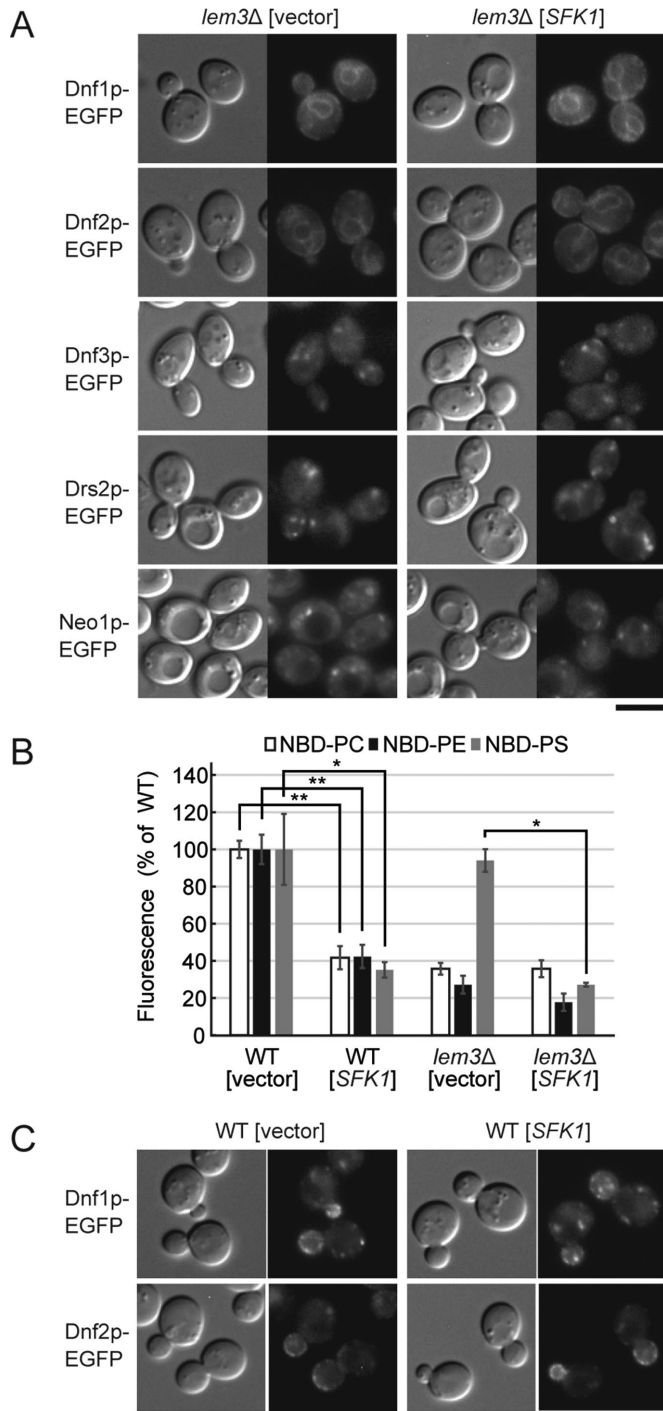 A
lem3Δ [vector]
lem3Δ [SFK1]
Dnf1p-
EGFP
Dnf2p-
EGFP
Dnf3p-
EGFP
Drs2p-
EGFP
Neo1p-
EGFP
B
NBD-PC NBD-PE NBD-PS
Fluorescence (% of WT)
140
120
100
80
60
40
20
0
*
**
**
*
WT
[vector]
WT
[SFK1]
lem3Δ
[vector]
lem3Δ
[SFK1]
C
WT [vector]
WT [SFK1]
Dnf1p-
EGFP
Dnf2p-
EGFP